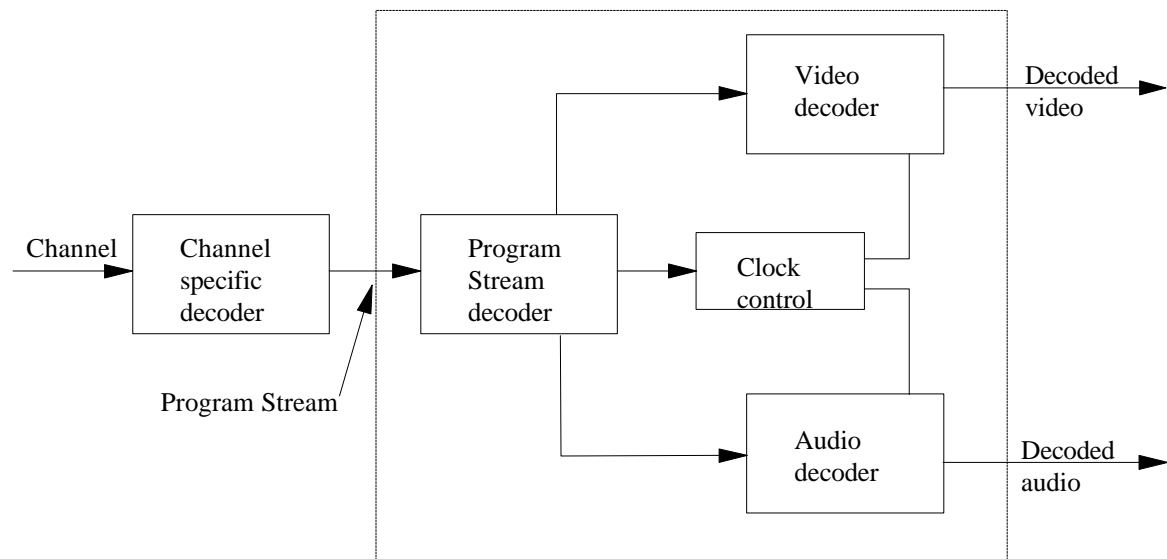 Video
decoder
Decoded
video
Channel
Channel
specific
decoder
Program
Stream
decoder
Clock
control
Program Stream
Audio
decoder
Decoded
audio